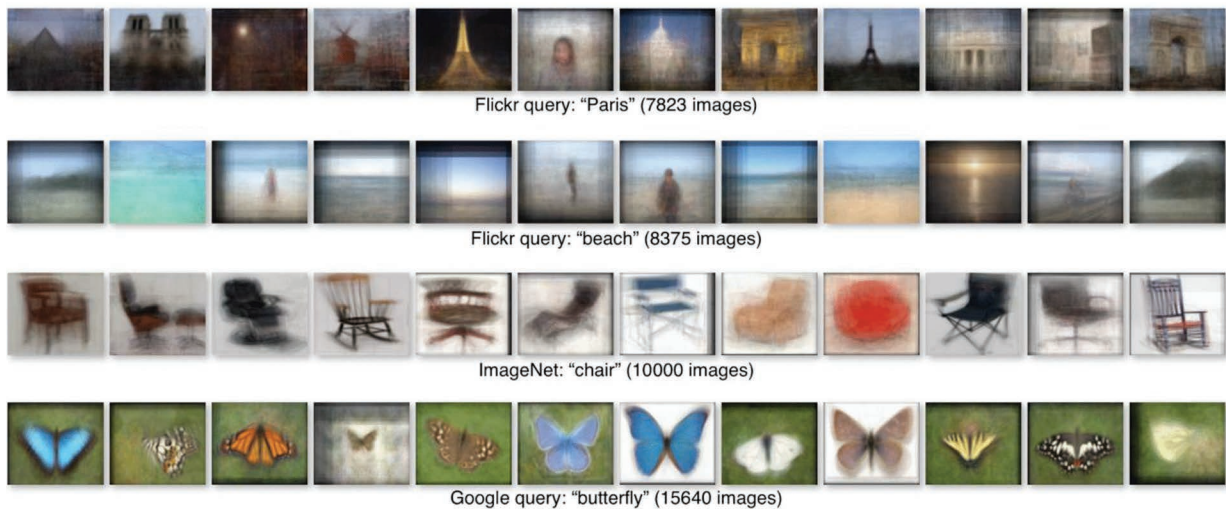 Flickr query: “Paris” (7823 images)
Flickr query: “beach” (8375 images)
ImageNet: “chair” (10000 images)
Google query: “butterfly” (15640 images)